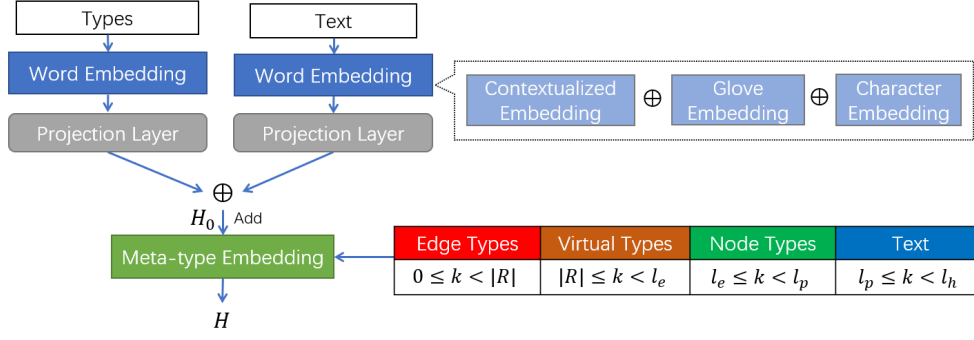 Types
Text
Word Embedding
Word Embedding
Contextualized
Embedding
⊕
Glove
Embedding
⊕
Character
Embedding
Projection Layer
Projection Layer
⊕
H₀
Add
Meta-type Embedding
Edge Types
Virtual Types
Node Types
Text
0 ≤ k < |R|
|R| ≤ k < lₑ
lₑ ≤ k < lₚ
lₚ ≤ k < lₕ
H